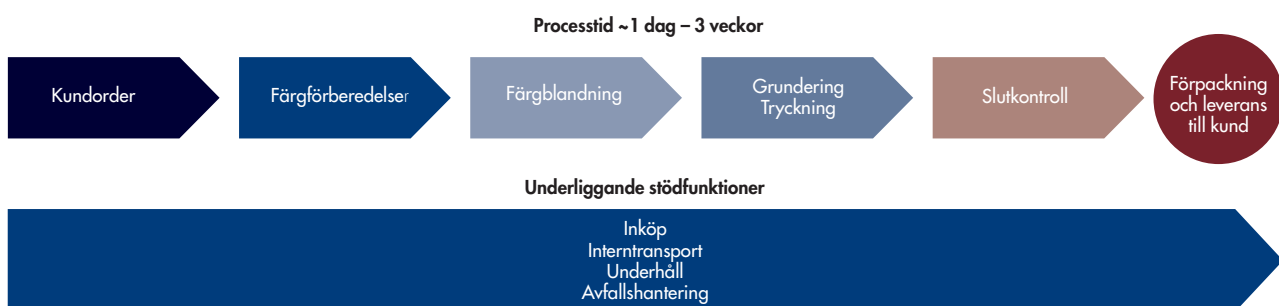 Processtid ~1 dag – 3 veckor
Kundorder
Färgförberedelser
Färgblandning
Grundering
Tryckning
Slutkontroll
Förpackning
och leverans
till kund
Underliggande stödfunktioner
Inköp
Interntransport
Underhåll
Avfallshantering